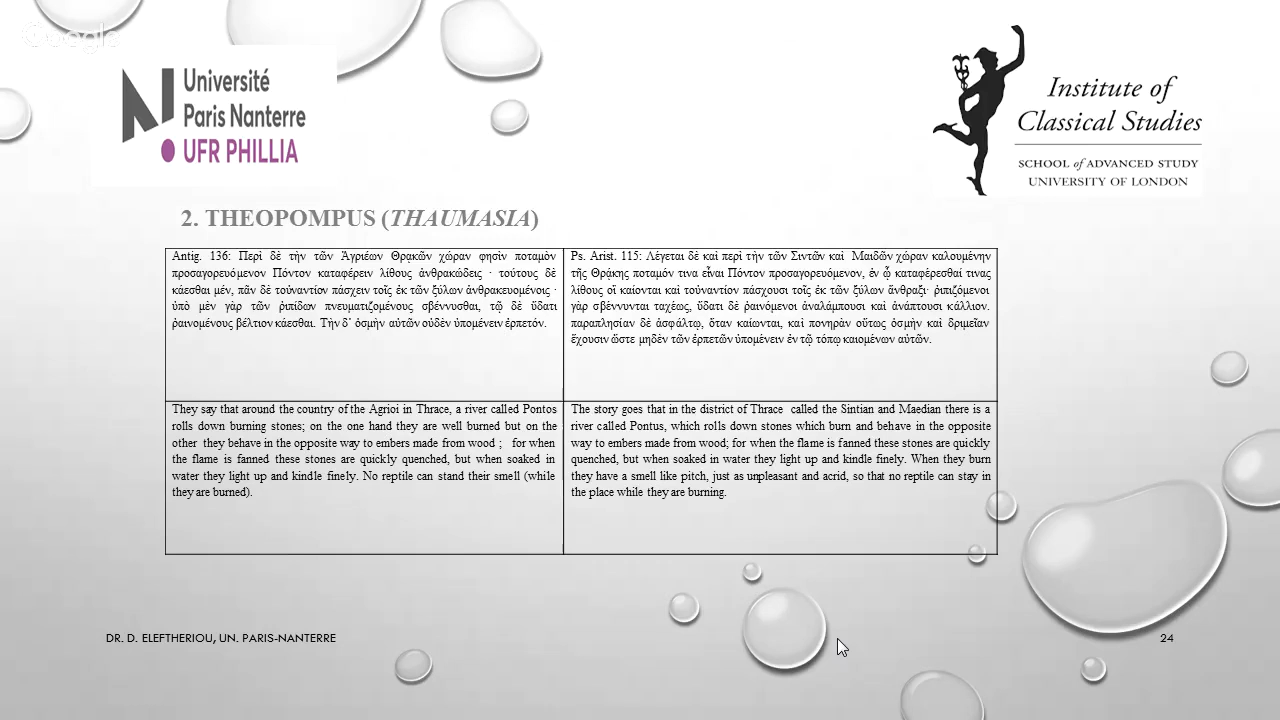 Google
Université
Paris Nanterre
UFR PHILLIA
Institute of
Classical Studies
SCHOOL of ADVANCED STUDY
UNIVERSITY OF LONDON
2. THEOPOMPUS (THAUMASIA)
Antig. 136: Περὶ δὲ τὴν τῶν Ἀγριέων Θρᾳκῶν χώραν φησὶν ποταμὸν
προσαγορευόμενον Πόντον καταφέρειν λίθους ἀνθρακώδεις · τούτους δὲ
κάεσθαι μέν, πᾶν δὲ τοὐναντίον πάσχειν τοῖς ἐκ τῶν ξύλων ἀνθρακευομένοις ·
ὑπὸ μὲν γὰρ τῶν ῥιπίδων πνευματιζομένους σβέννυσθαι, τῷ δὲ ὕδατι
ῥαινομένους βέλτιον κάεσθαι. Τὴν δ᾽ ὀσμὴν αὐτῶν οὐδὲν ὑπομένειν ἑρπετόν.
Ps. Arist. 115: Λέγεται δὲ καὶ περὶ τὴν τῶν Σιντῶν καὶ Μαιδῶν χώραν καλουμένην
τῆς Θρᾴκης ποταμόν τινα εἶναι Πόντον προσαγορευόμενον, ἐν ᾧ καταφέρεσθαί τινας
λίθους οἳ καίονται καὶ τοὐναντίον πάσχουσι τοῖς ἐκ τῶν ξύλων ἄνθραξι· ῥιπιζόμενοι
γὰρ σβέννυνται ταχέως, ὕδατι δὲ ῥαινόμενοι ἀναλάμπουσι καὶ ἀνάπτουσι κάλλιον.
παραπλησίαν δὲ ἀσφάλτῳ, ὅταν καίωνται, καὶ πονηρὰν οὕτως ὀσμὴν καὶ δριμεῖαν
ἔχουσιν ὥστε μηδὲν τῶν ἑρπετῶν ὑπομένειν ἐν τῷ τόπῳ καιομένων αὐτῶν.
They say that around the country of the Agrioi in Thrace, a river called Pontos
rolls down burning stones; on the one hand they are well burned but on the
other they behave in the opposite way to embers made from wood ; for when
the flame is fanned these stones are quickly quenched, but when soaked in
water they light up and kindle finely. No reptile can stand their smell (while
they are burned).
The story goes that in the district of Thrace called the Sintian and Maedian there is a
river called Pontus, which rolls down stones which burn and behave in the opposite
way to embers made from wood; for when the flame is fanned these stones are quickly
quenched, but when soaked in water they light up and kindle finely. When they burn
they have a smell like pitch, just as unpleasant and acrid, so that no reptile can stay in
the place while they are burning.
DR. D. ELEFTHERIOU, UN. PARIS-NANTERRE
24